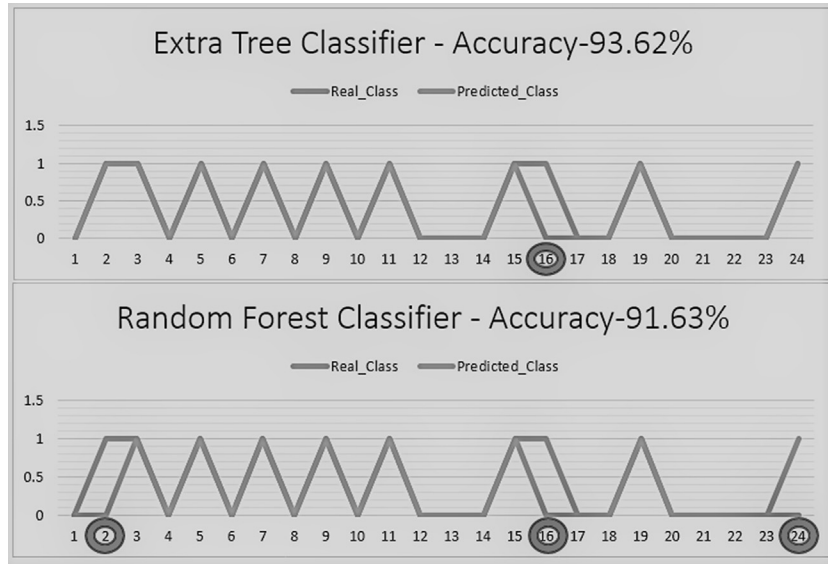 Extra Tree Classifier - Accuracy-93.62%
Real_Class Predicted_Class
1.5
1
0.5
0
1 2 3 4 5 6 7 8 9 10 11 12 13 14 15 16 17 18 19 20 21 22 23 24
Random Forest Classifier - Accuracy-91.63%
Real_Class Predicted_Class
1.5
1
0.5
0
1 2 3 4 5 6 7 8 9 10 11 12 13 14 15 16 17 18 19 20 21 22 23 24